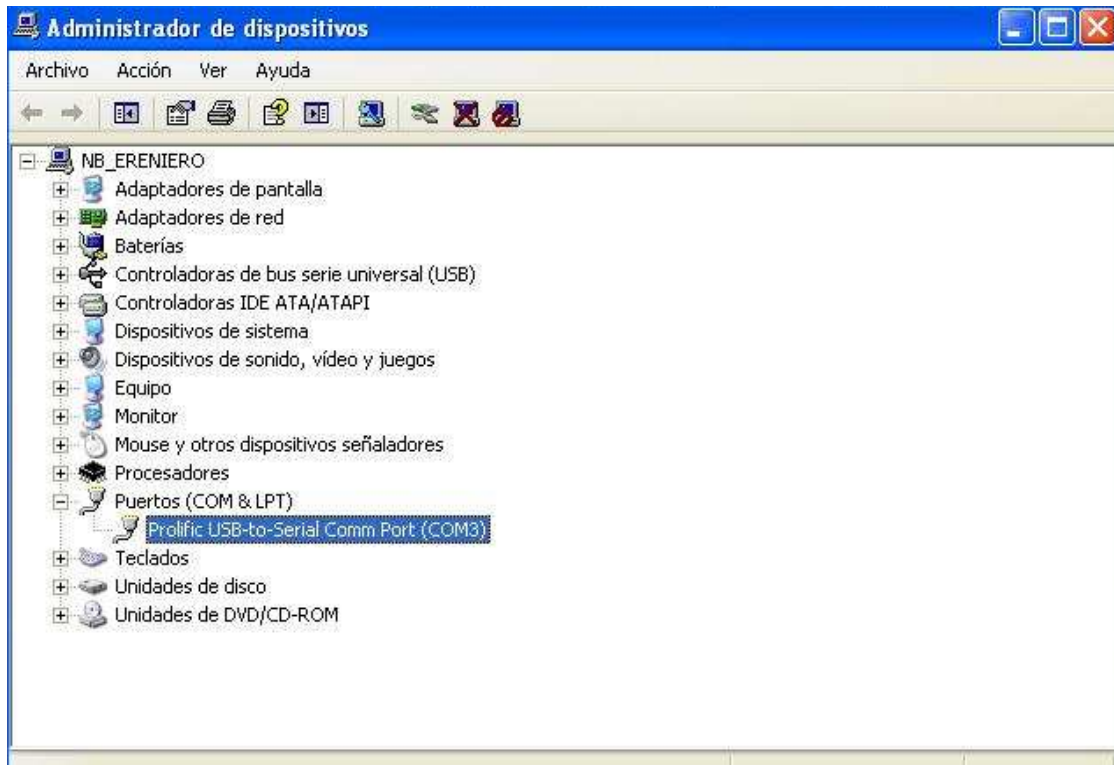 Administrador de dispositivos
Archivo Acción Ver Ayuda
NB_ERENIERO
Adaptadores de pantalla
Adaptadores de red
Baterías
Controladoras de bus serie universal (USB)
Controladoras IDE ATA/ATAPI
Dispositivos de sistema
Dispositivos de sonido, vídeo y juegos
Equipo
Monitor
Mouse y otros dispositivos señaladores
Procesadores
Puertos (COM & LPT)
Prolific USB-to-Serial Comm Port (COM3)
Teclados
Unidades de disco
Unidades de DVD/CD-ROM